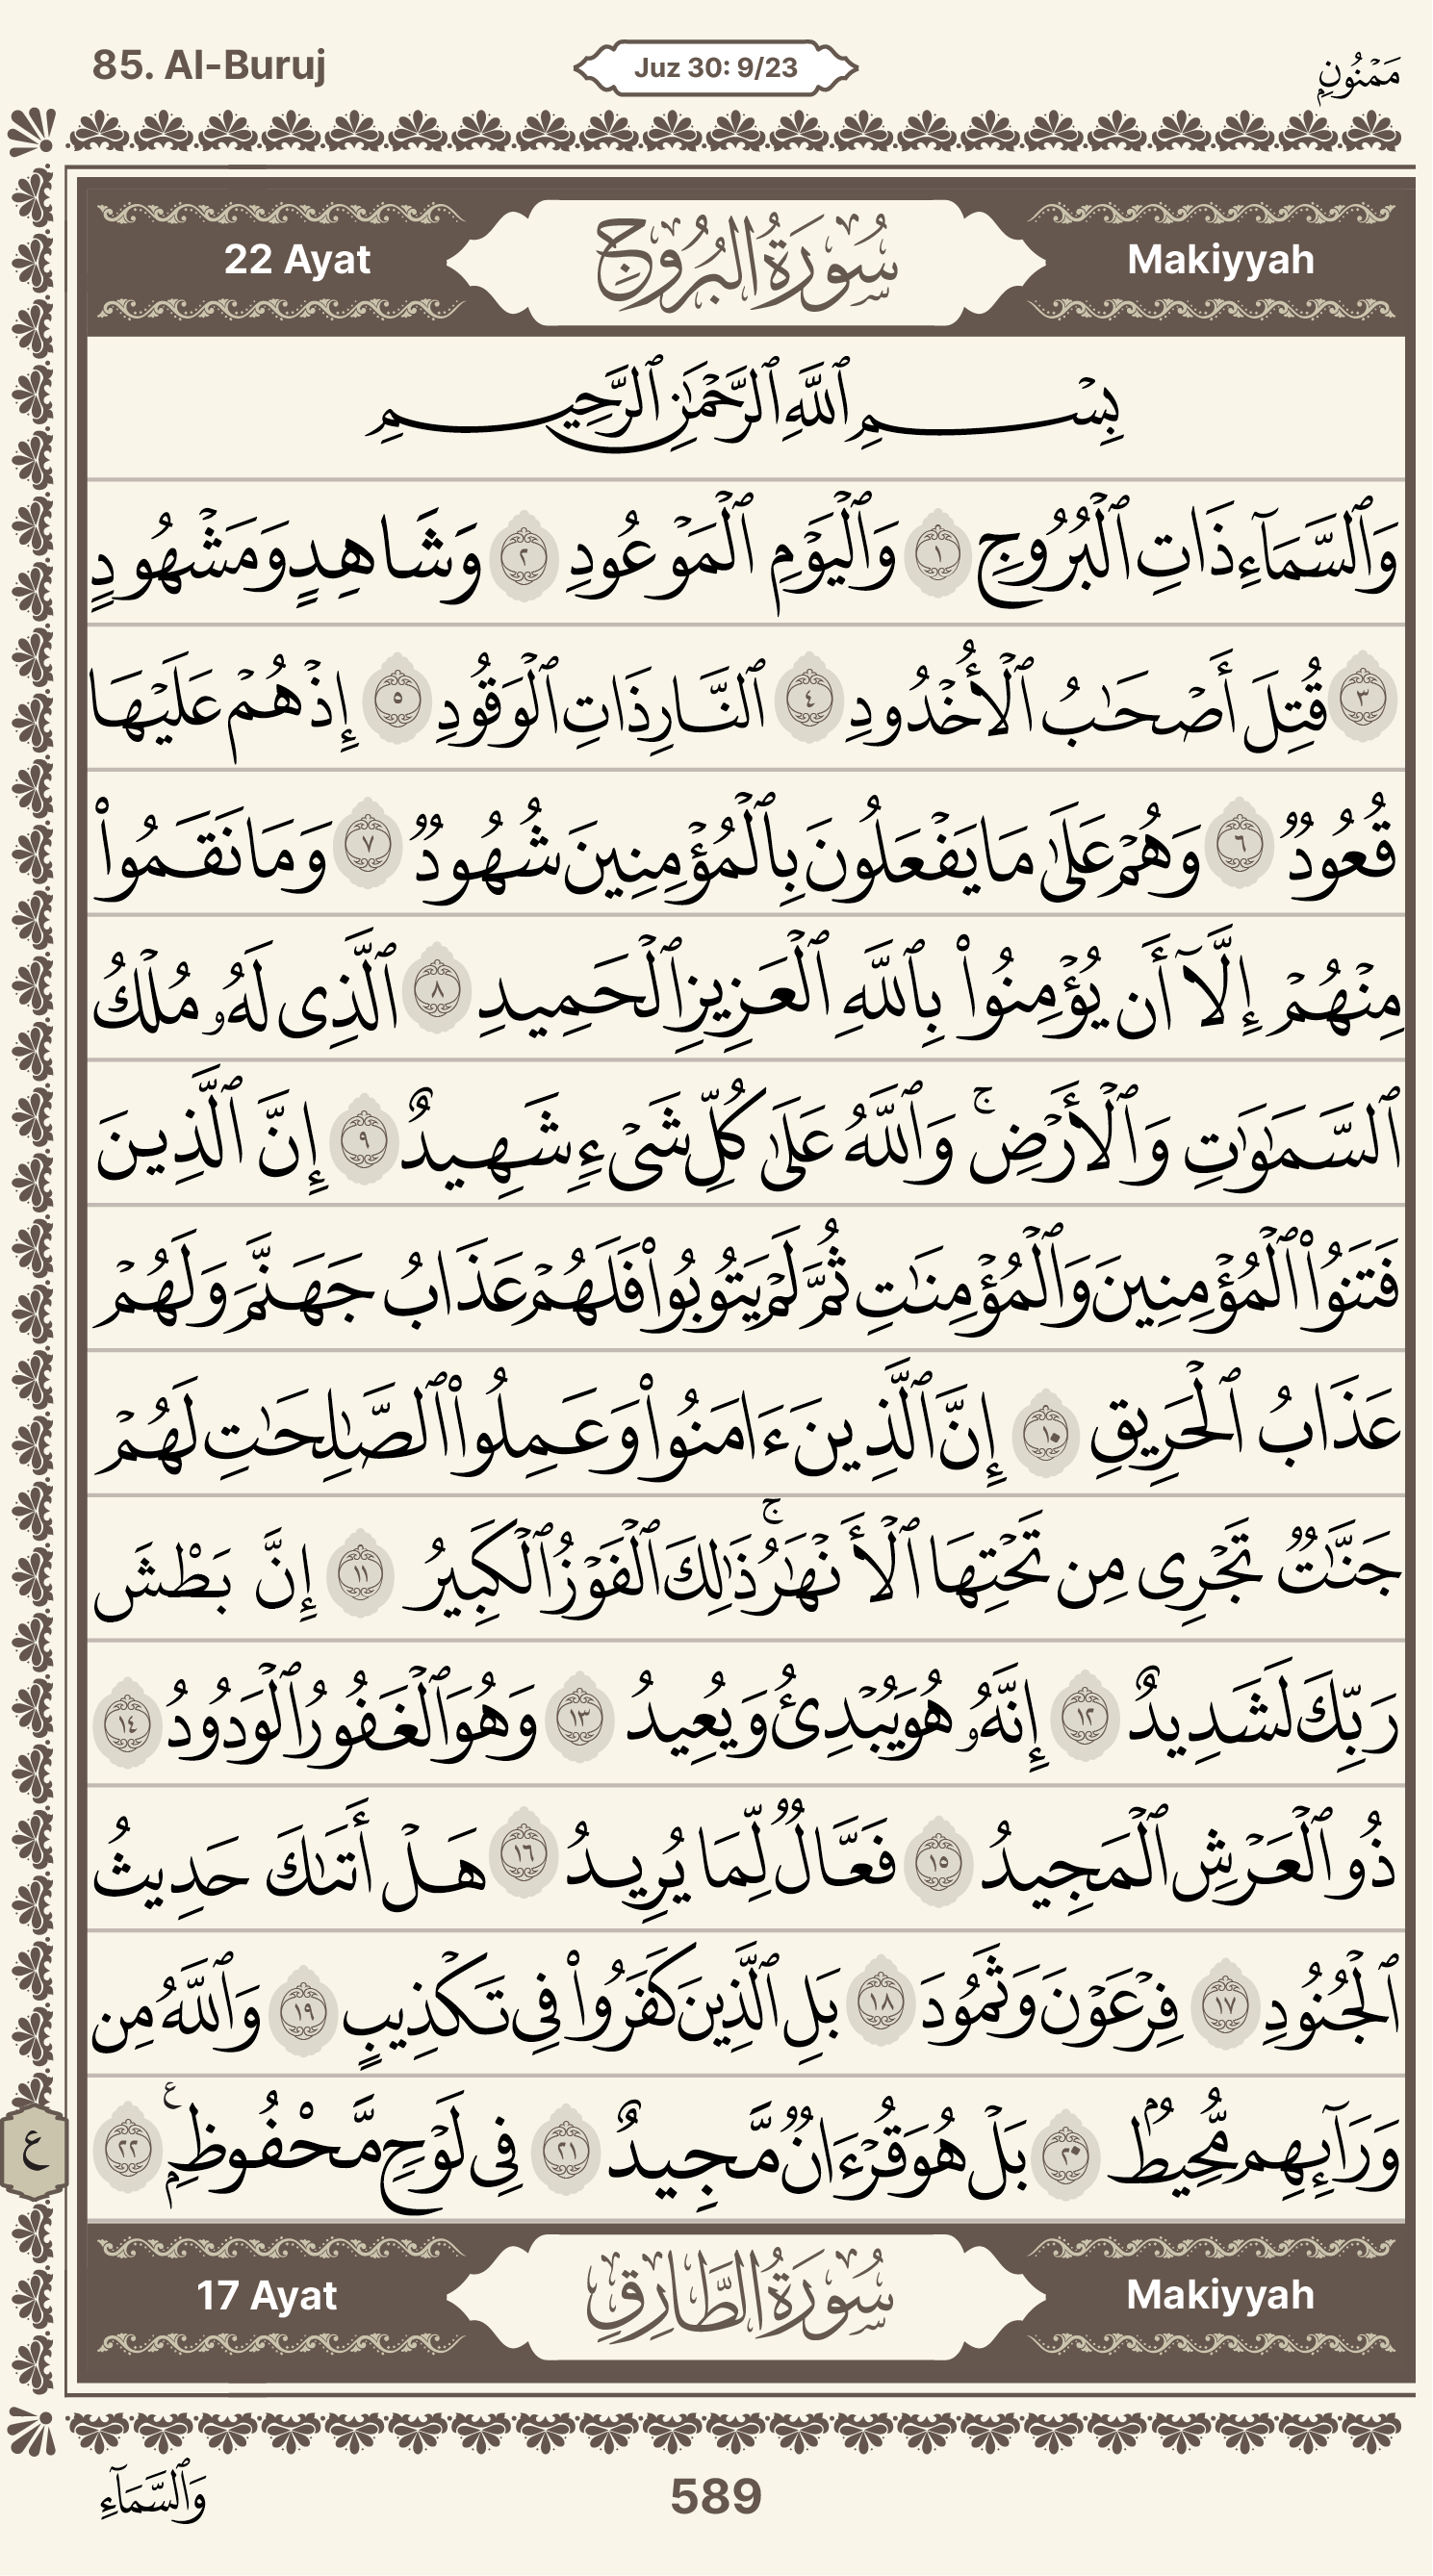 85. Al-Buruj Juz 30: 9/23 مَمْنُونٍۭ
22 Ayat سُورَةُ البُرُوجِ Makiyyah
بِسْمِ ٱللَّهِ ٱلرَّحْمَٰنِ ٱلرَّحِيمِ
وَٱلسَّمَآءِ ذَاتِ ٱلْبُرُوجِ ١ وَٱلْيَوْمِ ٱلْمَوْعُودِ ٢ وَشَاهِدٍ وَمَشْهُودٍ
٣ قُتِلَ أَصْحَٰبُ ٱلْأُخْدُودِ ٤ ٱلنَّارِ ذَاتِ ٱلْوَقُودِ ٥ إِذْ هُمْ عَلَيْهَا
قُعُودٌ ٦ وَهُمْ عَلَىٰ مَا يَفْعَلُونَ بِٱلْمُؤْمِنِينَ شُهُودٌ ٧ وَمَا نَقَمُوا۟
مِنْهُمْ إِلَّآ أَن يُؤْمِنُوا۟ بِٱللَّهِ ٱلْعَزِيزِ ٱلْحَمِيدِ ٨ ٱلَّذِى لَهُۥ مُلْكُ
ٱلسَّمَٰوَٰتِ وَٱلْأَرْضِ ۚ وَٱللَّهُ عَلَىٰ كُلِّ شَىْءٍ شَهِيدٌ ٩ إِنَّ ٱلَّذِينَ
فَتَنُوا۟ ٱلْمُؤْمِنِينَ وَٱلْمُؤْمِنَٰتِ ثُمَّ لَمْ يَتُوبُوا۟ فَلَهُمْ عَذَابُ جَهَنَّمَ وَلَهُمْ
عَذَابُ ٱلْحَرِيقِ ١٠ إِنَّ ٱلَّذِينَ ءَامَنُوا۟ وَعَمِلُوا۟ ٱلصَّٰلِحَٰتِ لَهُمْ
جَنَّٰتٌ تَجْرِى مِن تَحْتِهَا ٱلْأَنْهَٰرُ ۚ ذَٰلِكَ ٱلْفَوْزُ ٱلْكَبِيرُ ١١ إِنَّ بَطْشَ
رَبِّكَ لَشَدِيدٌ ١٢ إِنَّهُۥ هُوَ يُبْدِئُ وَيُعِيدُ ١٣ وَهُوَ ٱلْغَفُورُ ٱلْوَدُودُ ١٤
ذُو ٱلْعَرْشِ ٱلْمَجِيدُ ١٥ فَعَّالٌ لِّمَا يُرِيدُ ١٦ هَلْ أَتَىٰكَ حَدِيثُ
ٱلْجُنُودِ ١٧ فِرْعَوْنَ وَثَمُودَ ١٨ بَلِ ٱلَّذِينَ كَفَرُوا۟ فِى تَكْذِيبٍ ١٩ وَٱللَّهُ مِن
وَرَآئِهِم مُّحِيطٌۢ ٢٠ بَلْ هُوَ قُرْءَانٌ مَّجِيدٌ ٢١ فِى لَوْحٍ مَّحْفُوظٍۭ ع ٢٢
ع
17 Ayat سُورَةُ الطَّارِقِ Makiyyah
وَٱلسَّمَآءِ 589